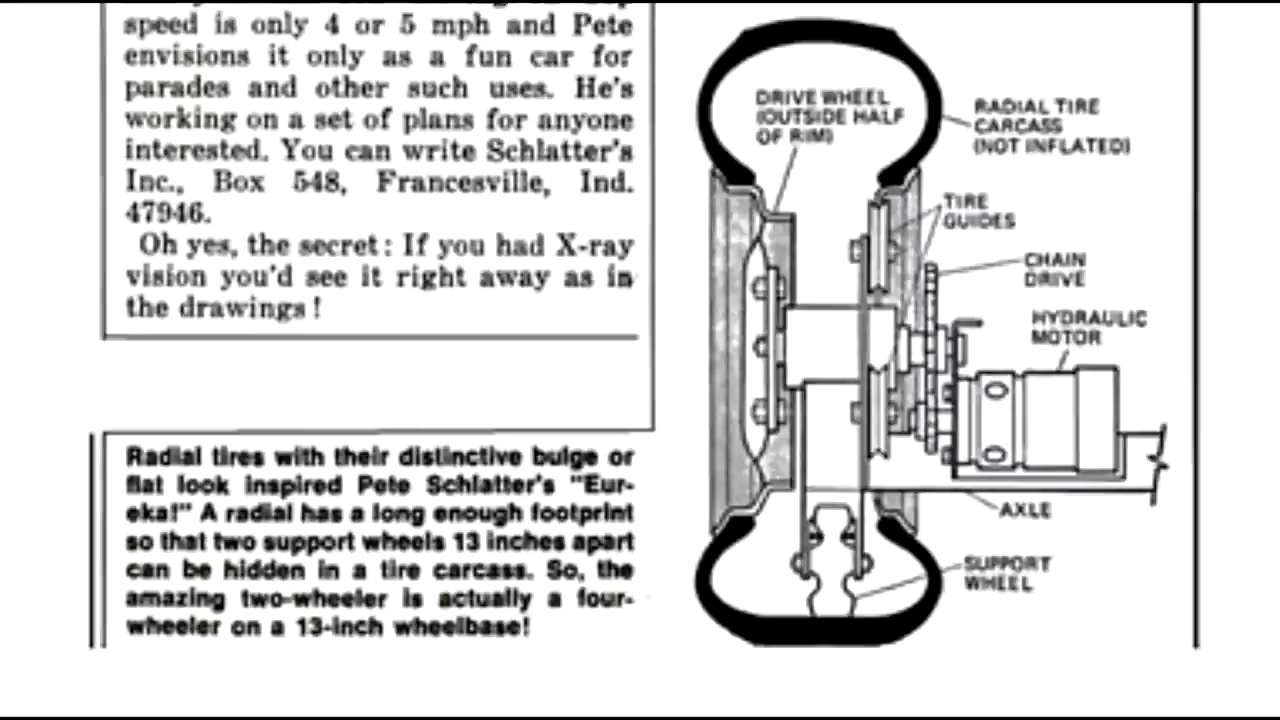 speed is only 4 or 5 mph and Pete
envisions it only as a fun car for
parades and other such uses. He's
working on a set of plans for anyone
interested. You can write Schlatter's
Inc., Box 548, Francesville, Ind.
47946.
Oh yes, the secret: If you had X-ray
vision you'd see it right away as in
the drawings!
Radial tires with their distinctive bulge or
flat look inspired Pete Schlatter's "Eur-
eka!" A radial has a long enough footprint
so that two support wheels 13 inches apart
can be hidden in a tire carcass. So, the
amazing two-wheeler is actually a four-
wheeler on a 13-inch wheelbase!
DRIVE WHEEL
(OUTSIDE HALF
OF RIM)
RADIAL TIRE
CARCASS
(NOT INFLATED)
TIRE
GUIDES
CHAIN
DRIVE
HYDRAULIC
MOTOR
AXLE
SUPPORT
WHEEL